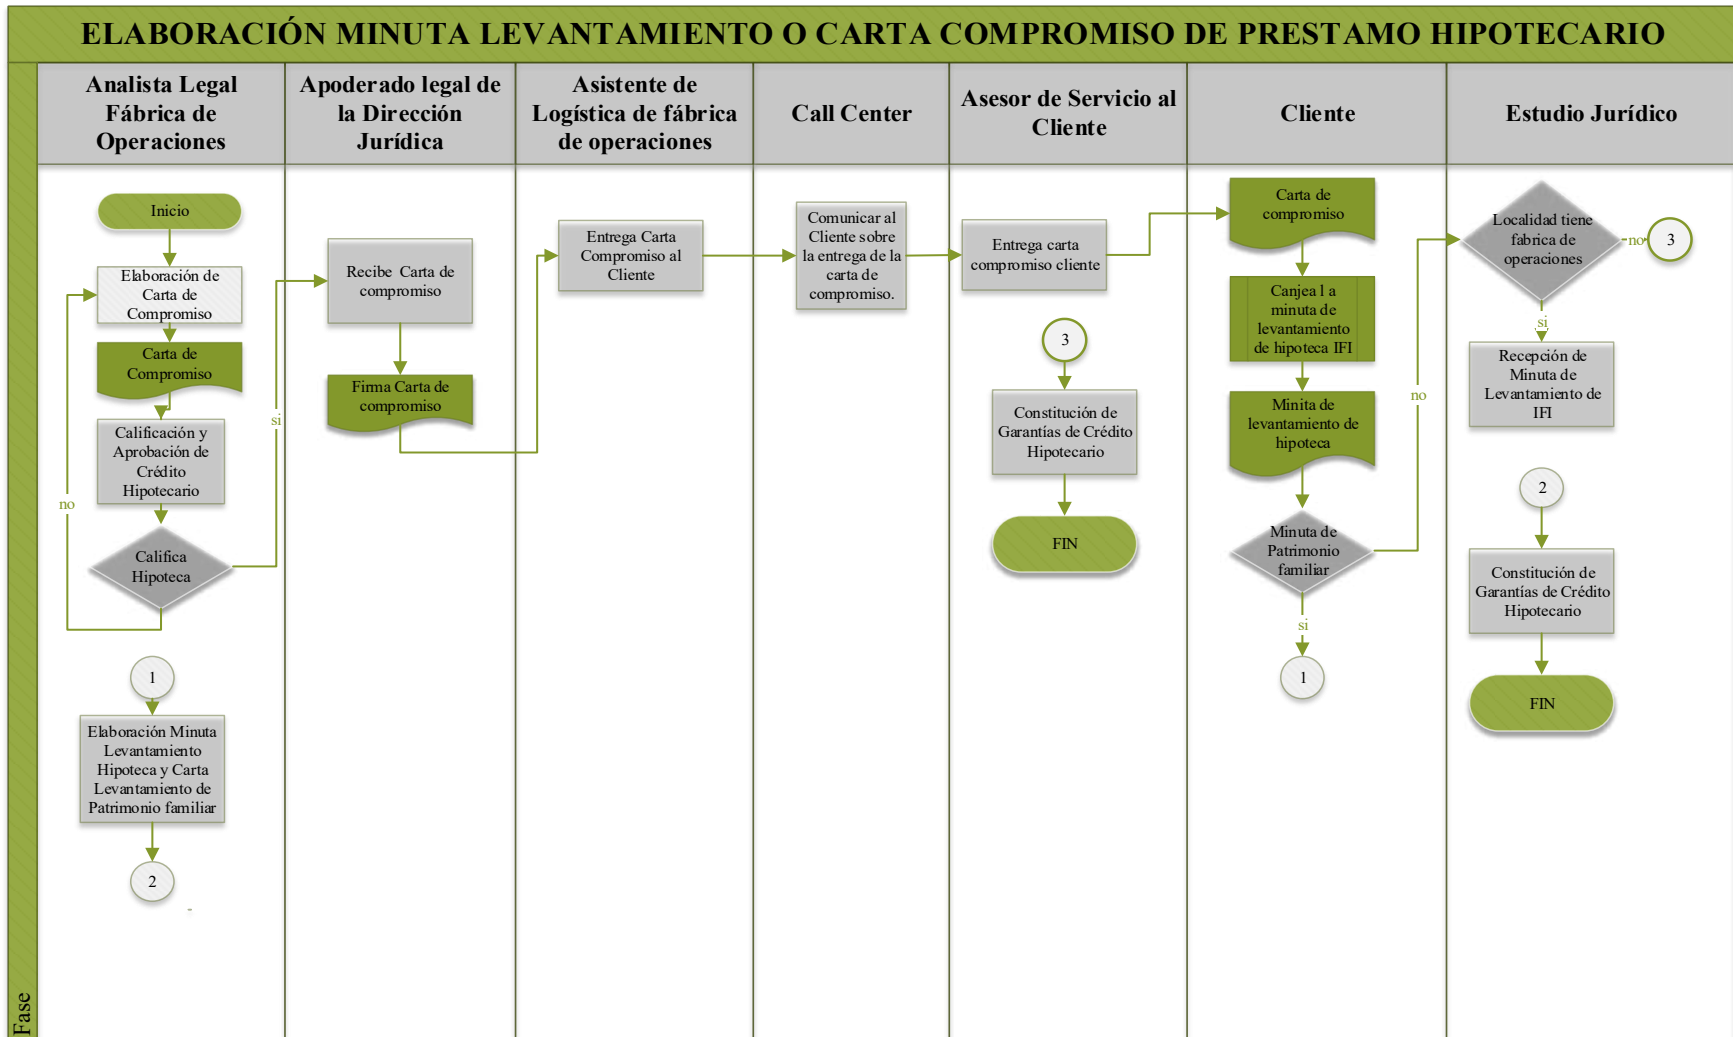 ELABORACIÓN MINUTA LEVANTAMIENTO O CARTA COMPROMISO DE PRESTAMO HIPOTECARIO
Fase
Analista Legal
Fábrica de
Operaciones
Apoderado legal de
la Dirección
Jurídica
Asistente de
Logística de fábrica
de operaciones
Call Center
Asesor de Servicio al
Cliente
Cliente
Estudio Jurídico
Inicio
Elaboración de
Carta de
Compromiso
Carta de
Compromiso
Calificación y
Aprobación de
Crédito
Hipotecario
no
si
Califica
Hipoteca
1
Elaboración Minuta
Levantamiento
Hipoteca y Carta
Levantamiento de
Patrimonio familiar
2
-
Recibe Carta de
compromiso
Firma Carta de
compromiso
Entrega Carta
Compromiso al
Cliente
Comunicar al
Cliente sobre
la entrega de la
carta de
compromiso.
Entrega carta
compromiso cliente
3
Constitución de
Garantías de Crédito
Hipotecario
FIN
Carta de
compromiso
Canjea l a
minuta de
levantamiento
de hipoteca IFI
Minita de
levantamiento de
hipoteca
Minuta de
Patrimonio
familiar
no
si
1
Localidad tiene
fabrica de
operaciones
no
3
si
Recepción de
Minuta de
Levantamiento de
IFI
2
Constitución de
Garantías de Crédito
Hipotecario
FIN